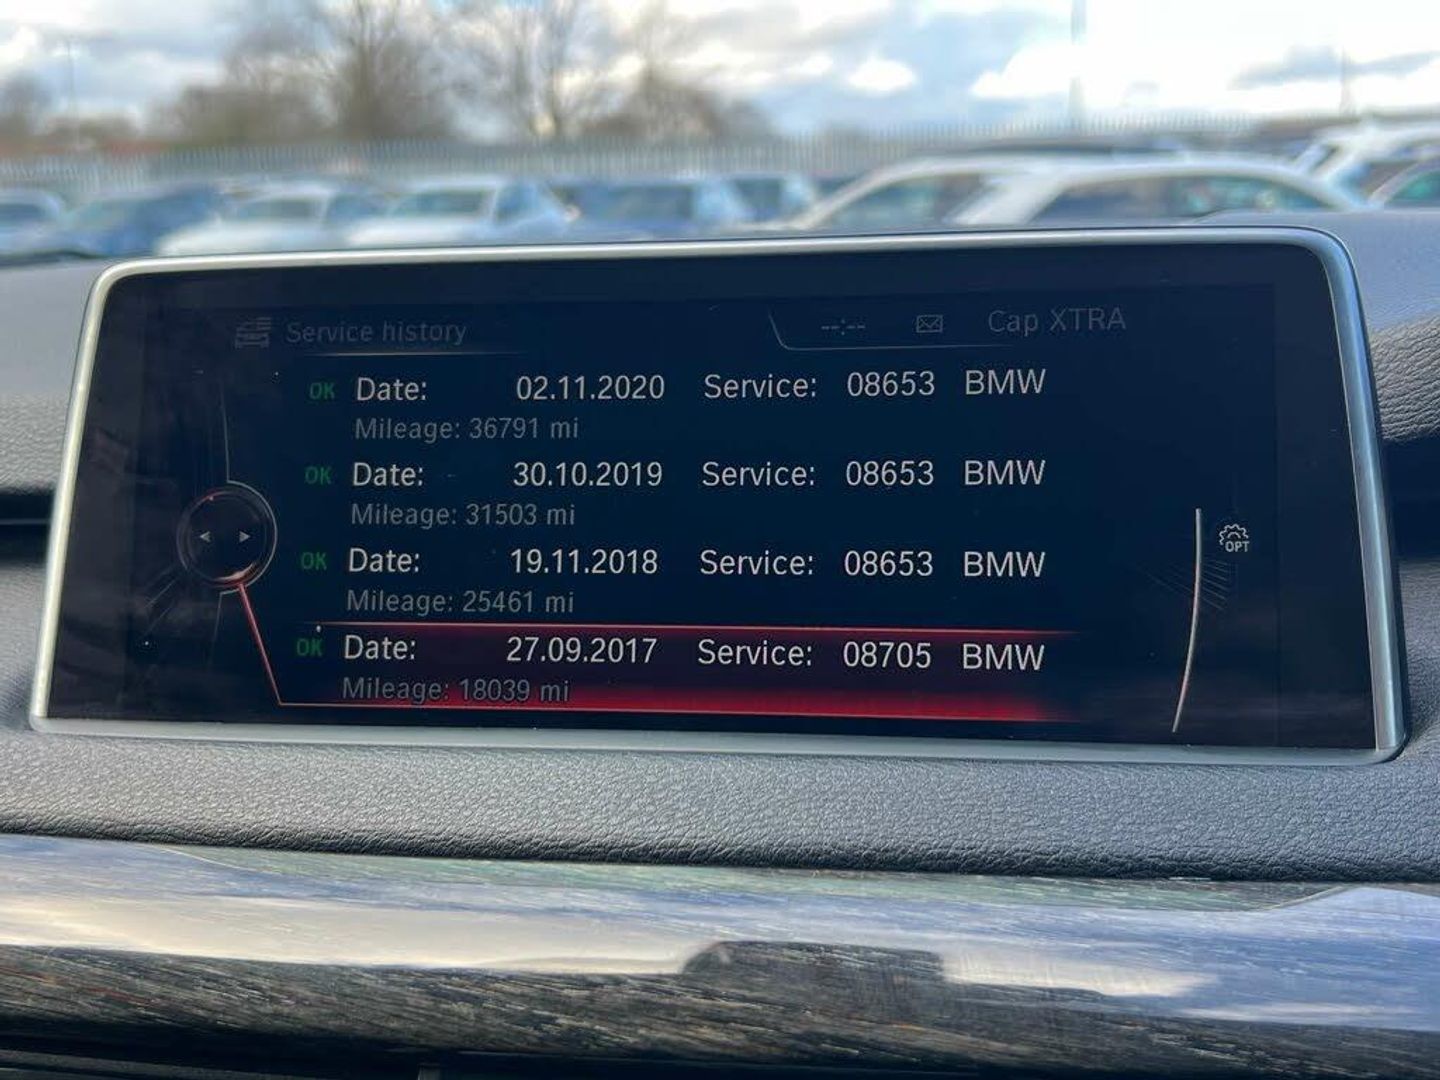 Service history --:-- Cap XTRA
OK Date: 02.11.2020 Service: 08653 BMW
Mileage: 36791 mi
OK Date: 30.10.2019 Service: 08653 BMW
Mileage: 31503 mi
OK Date: 19.11.2018 Service: 08653 BMW
Mileage: 25461 mi
OPT
OK Date: 27.09.2017 Service: 08705 BMW
Mileage: 18039 mi